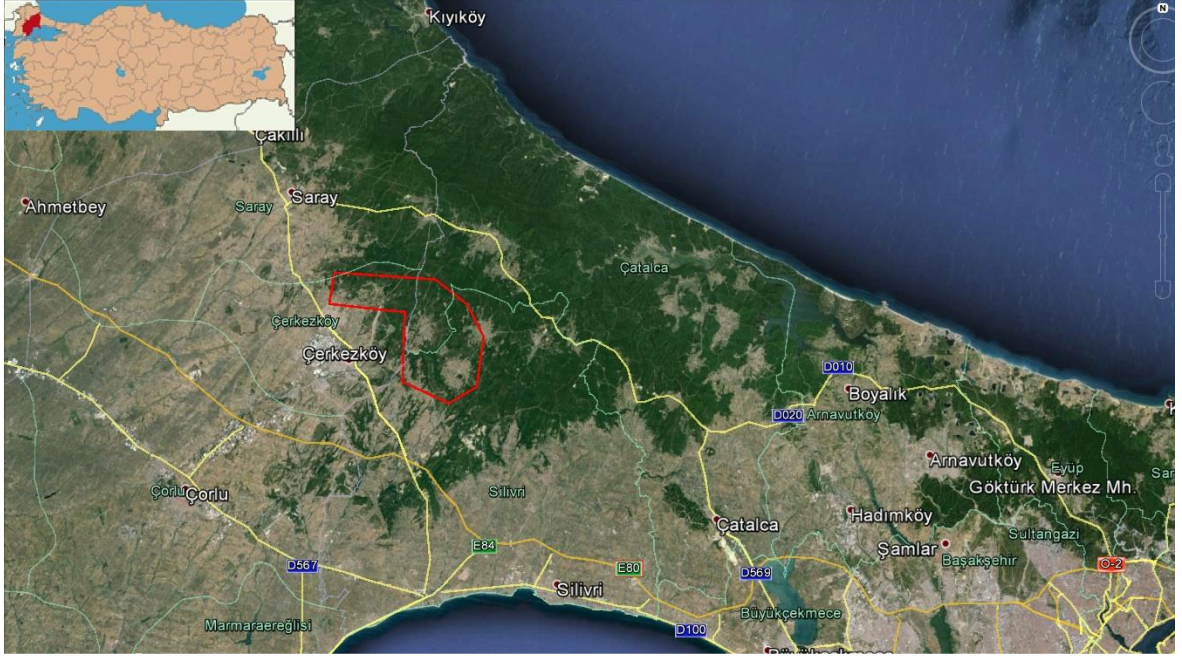 N
Kıyıköy
Çakıllı
Saray
Saray
Ahmetbey
Çatalca
Çerkezköy
Çerkezköy
D010
Boyalık
D020
Arnavutköy
Arnavutköy
Eyüp
Göktürk Merkez Mh.
Çorlu
Çorlu
Silivri
Çatalca
Hadımköy
Sultangazi
Şamlar
Başakşehir
E84
D567
E80
D569
O-2
Silivri
Büyükçekmece
Marmaraereğlisi
D100